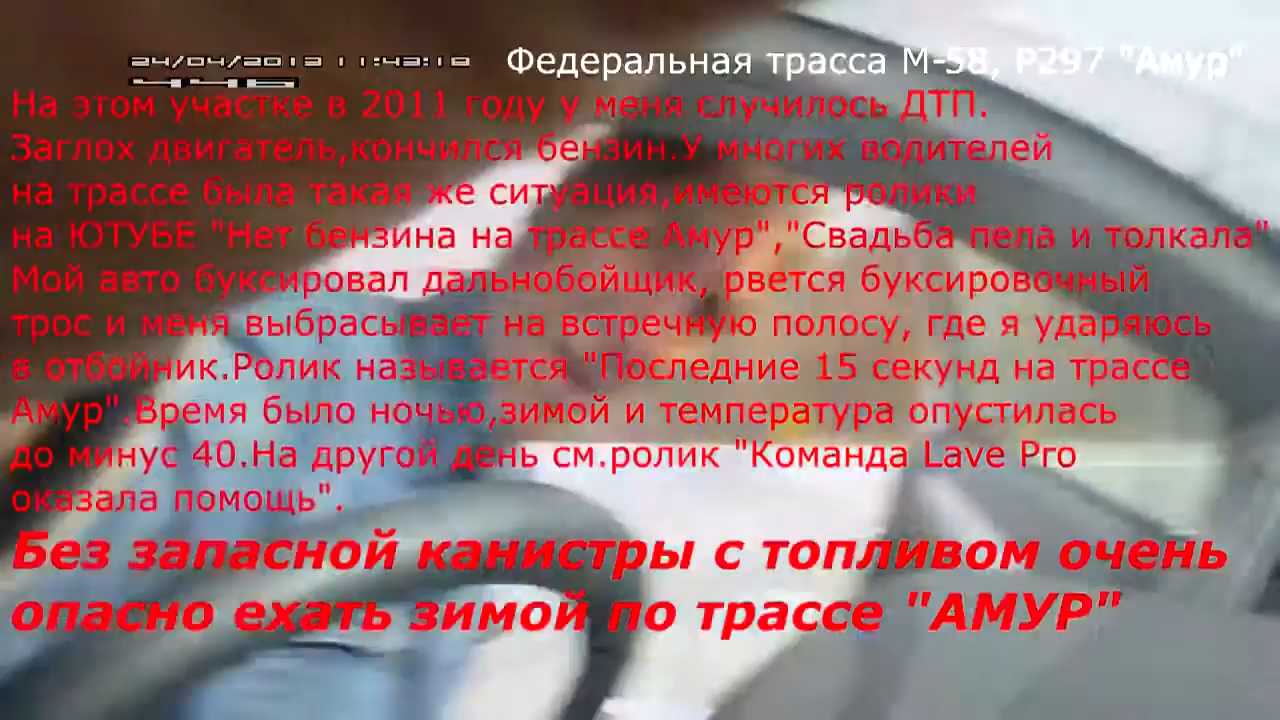 24/04/2013 11:43:18 Федеральная трасса М-58, Р297 "Амур"
На этом участке в 2011 году у меня случилось ДТП.
Заглох двигатель,кончился бензин.У многих водителей
на трассе была такая же ситуация,имеются ролики
на ЮТУБЕ "Нет бензина на трассе Амур","Свадьба пела и толкала"
Мой авто буксировал дальнобойщик, рвется буксировочный
трос и меня выбрасывает на встречную полосу, где я ударяюсь
в отбойник.Ролик называется "Последние 15 секунд на трассе
Амур".Время было ночью,зимой и температура опустилась
до минус 40.На другой день см.ролик "Команда Lave Pro
оказала помощь".
Без запасной канистры с топливом очень
опасно ехать зимой по трассе "АМУР"